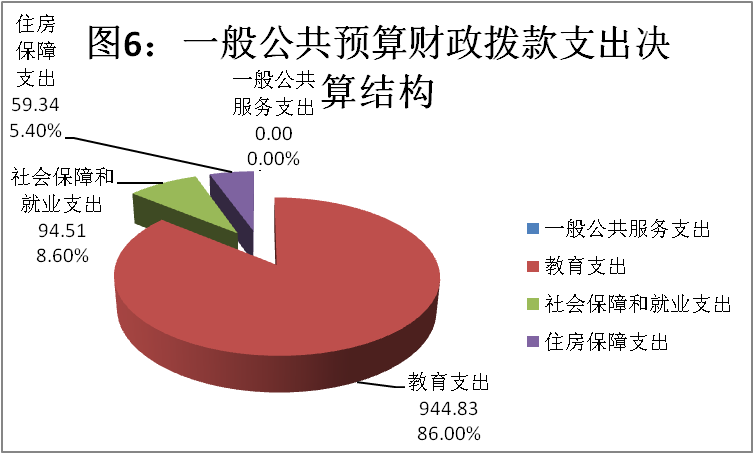 图6：一般公共预算财政拨款支出决
算结构
住房
保障
支出
59.34
5.40%
一般公共
服务支出
0.00
0.00%
社会保障和
就业支出
94.51
8.60%
教育支出
944.83
86.00%
一般公共服务支出
教育支出
社会保障和就业支出
住房保障支出